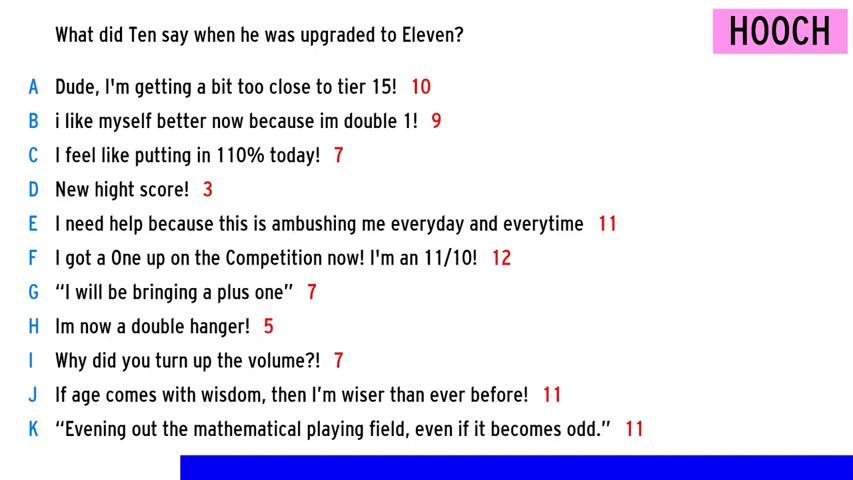 What did Ten say when he was upgraded to Eleven?
HOOCH
A Dude, I'm getting a bit too close to tier 15! 10
B i like myself better now because im double 1! 9
C I feel like putting in 110% today! 7
D New hight score! 3
E I need help because this is ambushing me everyday and everytime 11
F I got a One up on the Competition now! I'm an 11/10! 12
G “I will be bringing a plus one” 7
H Im now a double hanger! 5
I Why did you turn up the volume?! 7
J If age comes with wisdom, then I’m wiser than ever before! 11
K “Evening out the mathematical playing field, even if it becomes odd.” 11